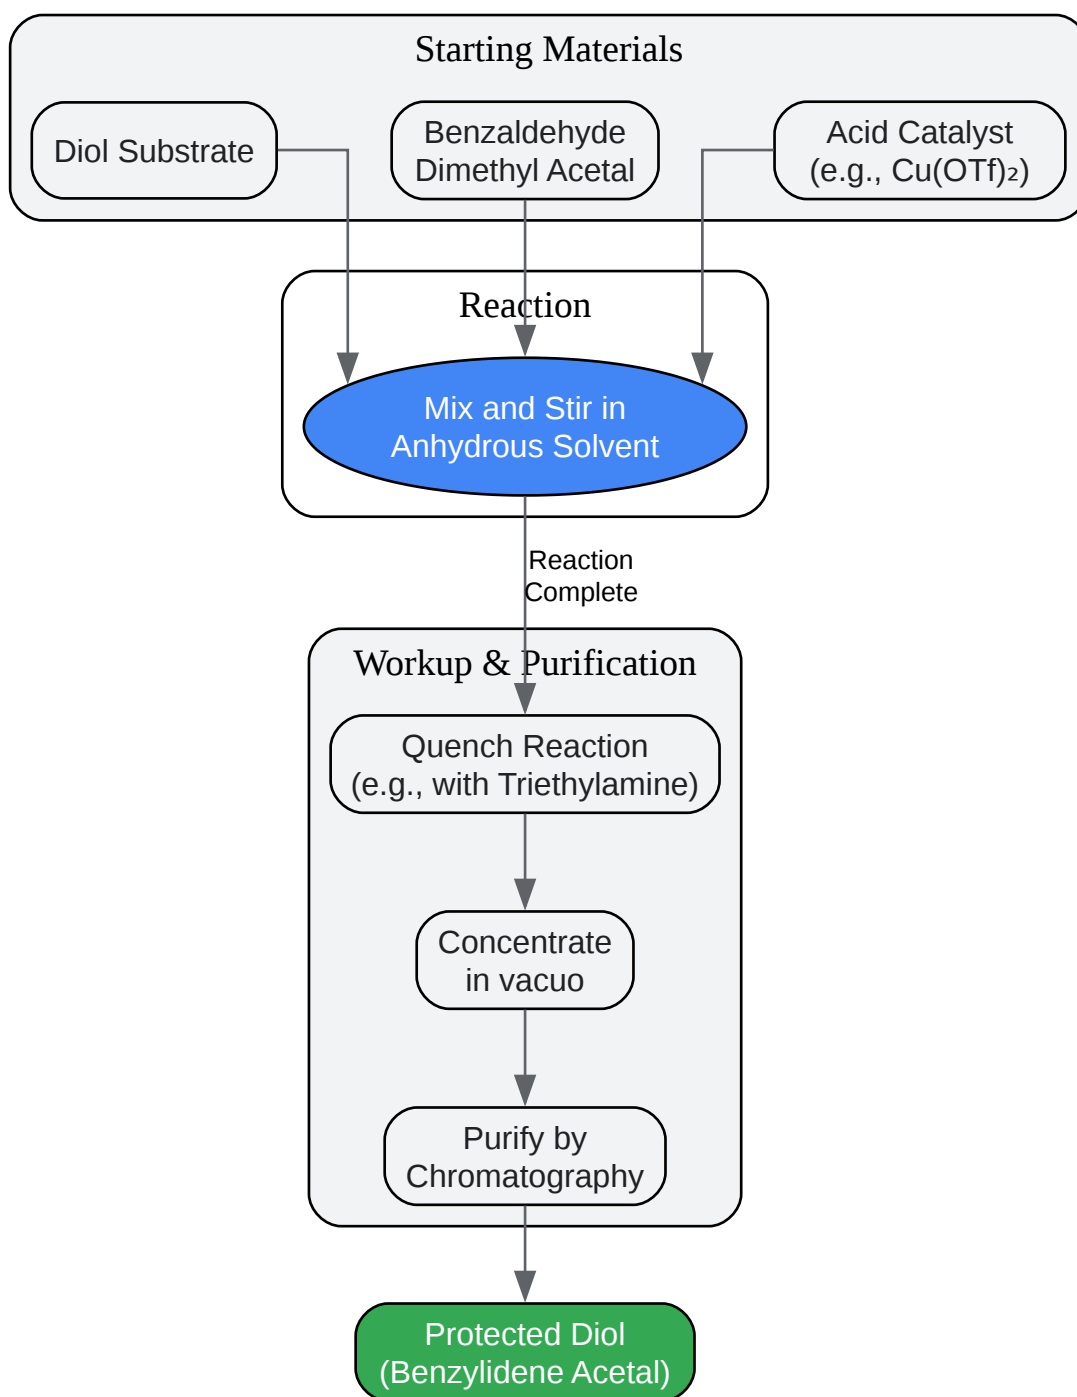 Starting Materials
Diol Substrate
Benzaldehyde
Dimethyl Acetal
Acid Catalyst
(e.g., Cu(OTf)₂)
Reaction
Mix and Stir in
Anhydrous Solvent
Reaction
Complete
Workup & Purification
Quench Reaction
(e.g., with Triethylamine)
Concentrate
in vacuo
Purify by
Chromatography
Protected Diol
(Benzylidene Acetal)